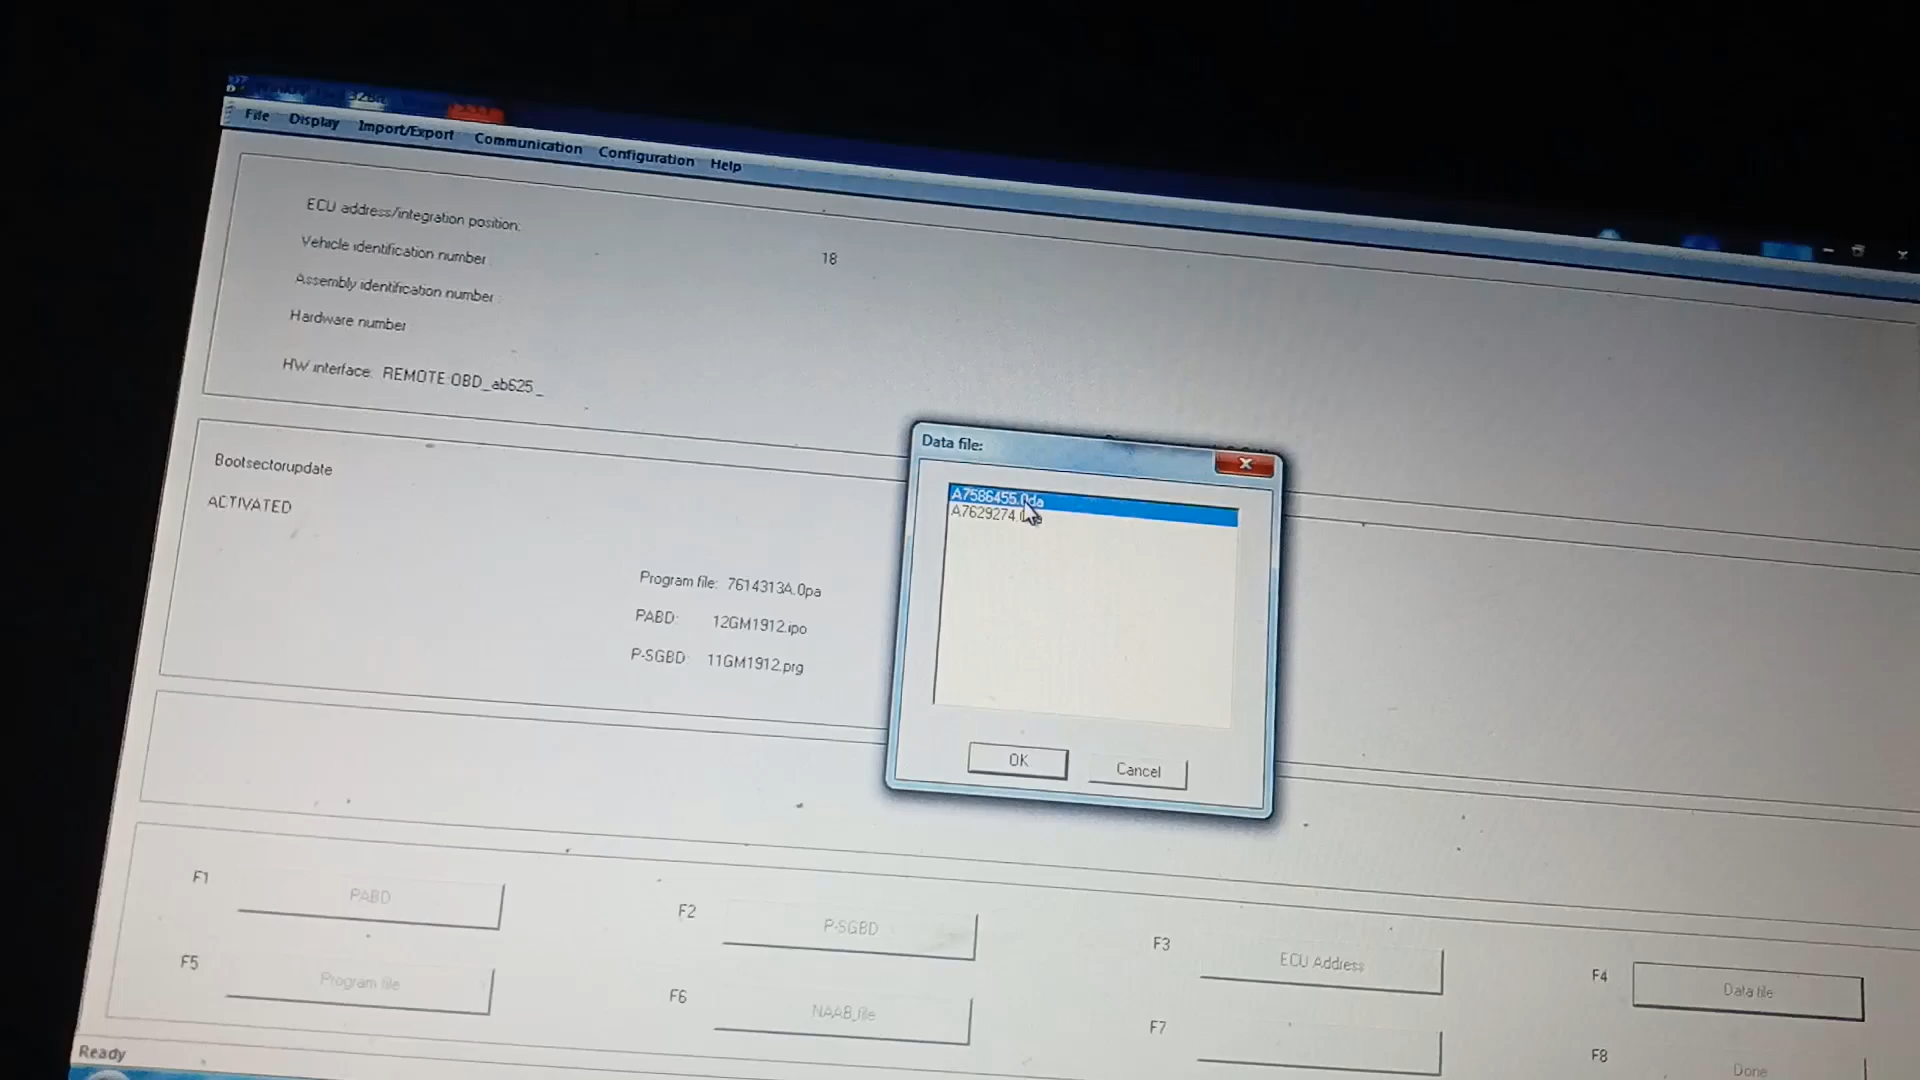 File Display Import/Export Communication Configuration Help
ECU address/integration position:
18
Vehicle identification number
Assembly identification number :
Hardware number
HW interface: REMOTE:OBD_ab625_
Bootsectorupdate
ACTIVATED
Program file: 7614313A.0pa
PABD: 12GM1912.ipo
P-SGBD: 11GM1912.prg
Data file:
A7586455.0da
A7629274.0
OK
Cancel
F1 PABD
F2 P-SGBD
F3 ECU Address
F4 Data file
F5 Program file
F6 NAAB_file
F7
F8 Done
Ready